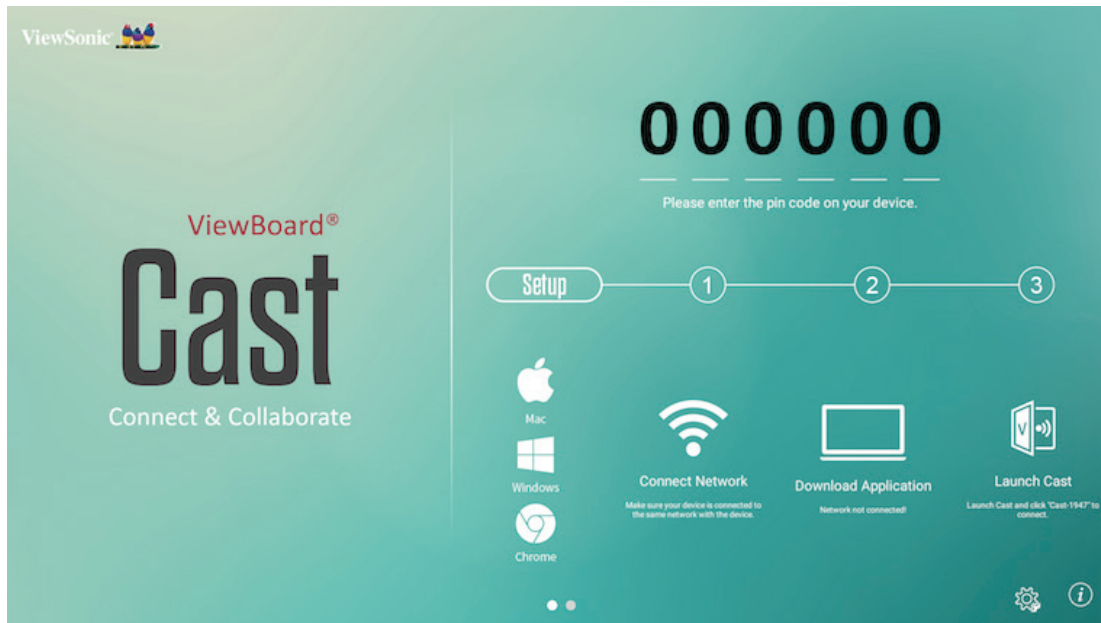 ViewSonic®
000000
Please enter the pin code on your device.
ViewBoard®
Cast
Connect & Collaborate
Setup
1
2
3
Mac
Windows
Chrome
Connect Network
Make sure your device is connected to
the same network with the device.
Download Application
Network not connected!
Launch Cast
Launch Cast and click "Cast-1947" to
connect.
V
i